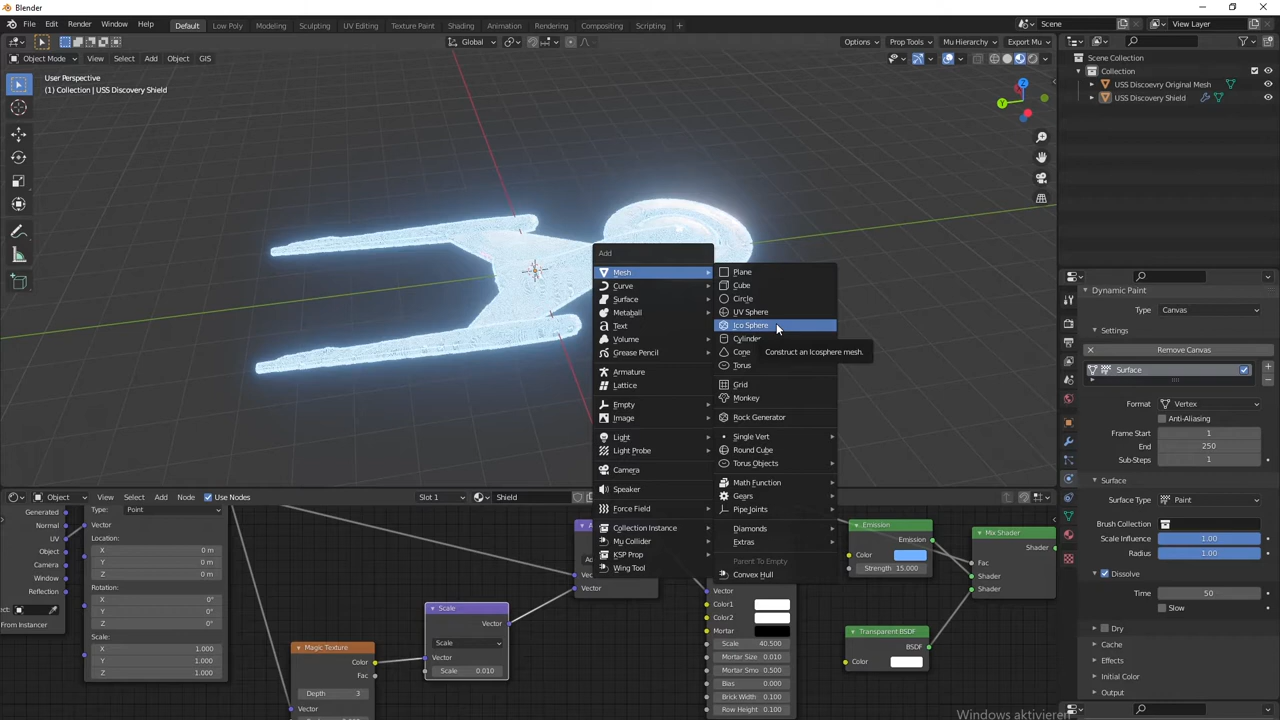 Blender
File Edit Render Window Help Default Low Poly Modeling Sculpting UV Editing Texture Paint Shading Animation Rendering Compositing Scripting + Scene View Layer
Global Options Prop Tools Mu Hierarchy Export Mu
Object Mode View Select Add Object GIS
User Perspective
(1) Collection | USS Discovery Shield
Z
Y
Scene Collection
Collection
USS Discoevry Original Mesh
USS Discovery Shield
Add
Mesh
Curve
Surface
Metaball
Text
Volume
Grease Pencil
Armature
Lattice
Empty
Image
Light
Light Probe
Camera
Speaker
Force Field
Collection Instance
My Collider
KSP Prop
Wing Tool
Plane
Cube
Circle
UV Sphere
Ico Sphere
Cylinder
Cone
Construct an Icosphere mesh.
Torus
Grid
Monkey
Rock Generator
Single Vert
Round Cube
Torus Objects
Math Function
Gears
Pipe Joints
Diamonds
Extras
Parent To Empty
Convex Hull
Dynamic Paint
Type Canvas
Settings
Remove Canvas
Surface
Format Vertex
Anti-Aliasing
Frame Start 1
End 250
Sub-Steps 1
Surface
Surface Type Paint
Brush Collection
Scale Influence 1.00
Radius 1.00
Dissolve
Time 50
Slow
Dry
Cache
Effects
Initial Color
Output
Object View Select Add Node Use Nodes Slot 1 Shield
Generated
Normal
UV
Object
Camera
Window
Reflection
From Instancer
Type: Point
Vector
Location:
X 0 m
Y 0 m
Z 0 m
Rotation:
X 0°
Y 0°
Z 0°
Scale:
X 1.000
Y 1.000
Z 1.000
Magic Texture
Color
Fac
Depth 3
Scale
Vector
Scale
Vector
Scale 0.010
Vector
Vector
Color1
Color2
Mortar
Scale 40.500
Mortar Size 0.010
Mortar Smo 0.500
Bias 0.000
Brick Width 0.100
Row Height 0.100
Emission
Emission
Color
Strength 15.000
Transparent BSDF
BSDF
Color
Mix Shader
Shader
Fac
Shader
Shader
Windows aktivieren